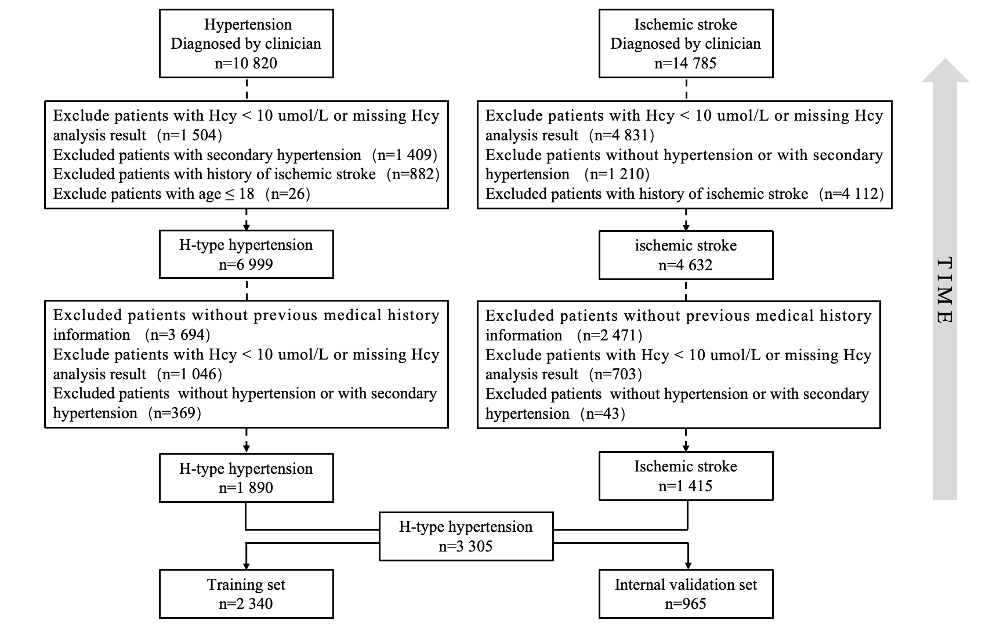 Hypertension
Diagnosed by clinician
n=10 820
Ischemic stroke
Diagnosed by clinician
n=14 785
Exclude patients with Hcy < 10 umol/L or missing Hcy
analysis result（n=1 504）
Excluded patients with secondary hypertension（n=1 409）
Excluded patients with history of ischemic stroke（n=882）
Exclude patients with age ≤ 18（n=26）
Exclude patients with Hcy < 10 umol/L or missing Hcy
analysis result（n=4 831）
Exclude patients without hypertension or with secondary
hypertension （n=1 210）
Excluded patients with history of ischemic stroke（n=4 112）
H-type hypertension
n=6 999
ischemic stroke
n=4 632
Excluded patients without previous medical history
information （n=3 694）
Exclude patients with Hcy < 10 umol/L or missing Hcy
analysis result（n=1 046）
Excluded patients without hypertension or with secondary
hypertension（n=369）
Excluded patients without previous medical history
information （n=2 471）
Exclude patients with Hcy < 10 umol/L or missing Hcy
analysis result（n=703）
Excluded patients without hypertension or with secondary
hypertension（n=43）
H-type hypertension
n=1 890
Ischemic stroke
n=1 415
H-type hypertension
n=3 305
Training set
n=2 340
Internal validation set
n=965
TIME